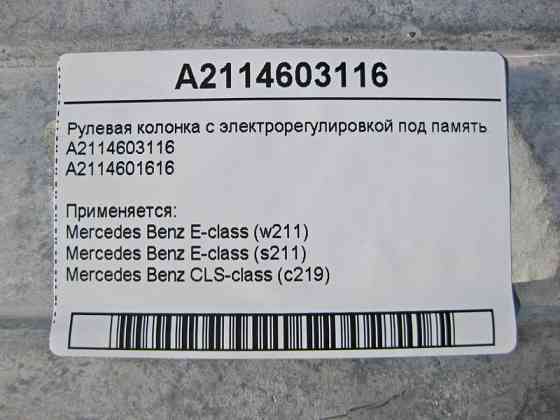 A2114603116
Рулевая колонка с электрорегулировкой под память
A2114603116
A2114601616
Применяется:
Mercedes Benz E-class (w211)
Mercedes Benz E-class (s211)
Mercedes Benz CLS-class (c219)